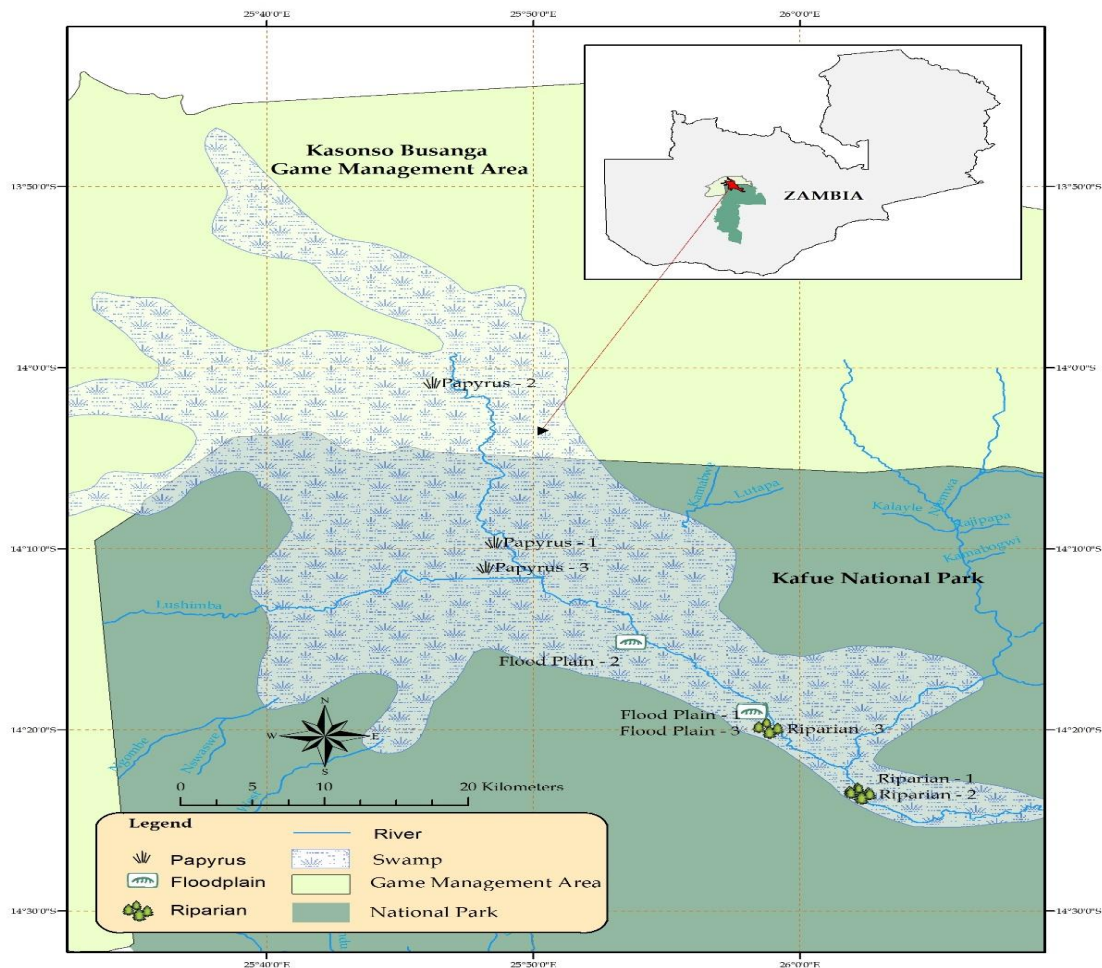 25°40'0"E
25°50'0"E
26°0'0"E
Kasonso Busanga
Game Management Area
ZAMBIA
13°50'0"S
13°50'0"S
14°0'0"S
14°0'0"S
Papyrus - 2
Kamabwa
Lutapa
Kalayle
Nemwa
Kajipapa
Kamabogwi
14°10'0"S
14°10'0"S
Papyrus - 1
Papyrus - 3
Kafue National Park
Lushimba
Flood Plain - 2
Flood Plain - 1
Flood Plain - 3
Riparian - 3
14°20'0"S
14°20'0"S
N
W
E
S
Ngombe
Nswaswe
Riparian - 1
Riparian - 2
0 5 10 20 Kilometers
Legend
Papyrus
Floodplain
Riparian
River
Swamp
Game Management Area
National Park
14°30'0"S
14°30'0"S
25°40'0"E
25°50'0"E
26°0'0"E